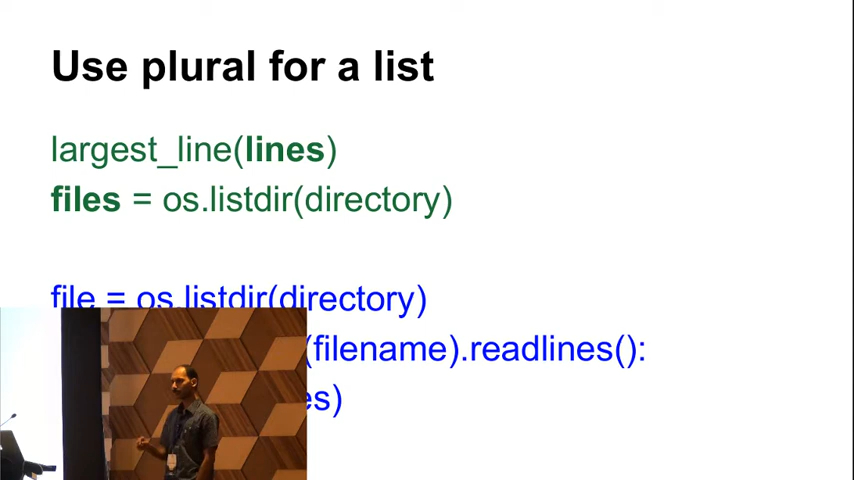 Use plural for a list
largest_line(lines)
files = os.listdir(directory)
file = os.listdir(directory)
(filename).readlines():
es)